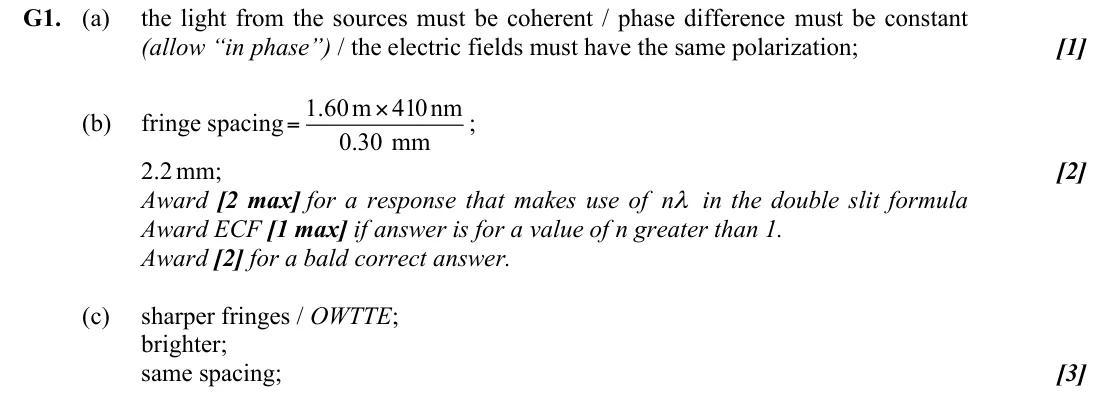 G1. (a) the light from the sources must be coherent / phase difference must be constant
(allow “in phase”) / the electric fields must have the same polarization; [1]
(b) fringe spacing = 1.60 m × 410 nm / 0.30 mm ;
2.2 mm; [2]
Award [2 max] for a response that makes use of nλ in the double slit formula
Award ECF [1 max] if answer is for a value of n greater than 1.
Award [2] for a bald correct answer.
(c) sharper fringes / OWTTE;
brighter;
same spacing; [3]